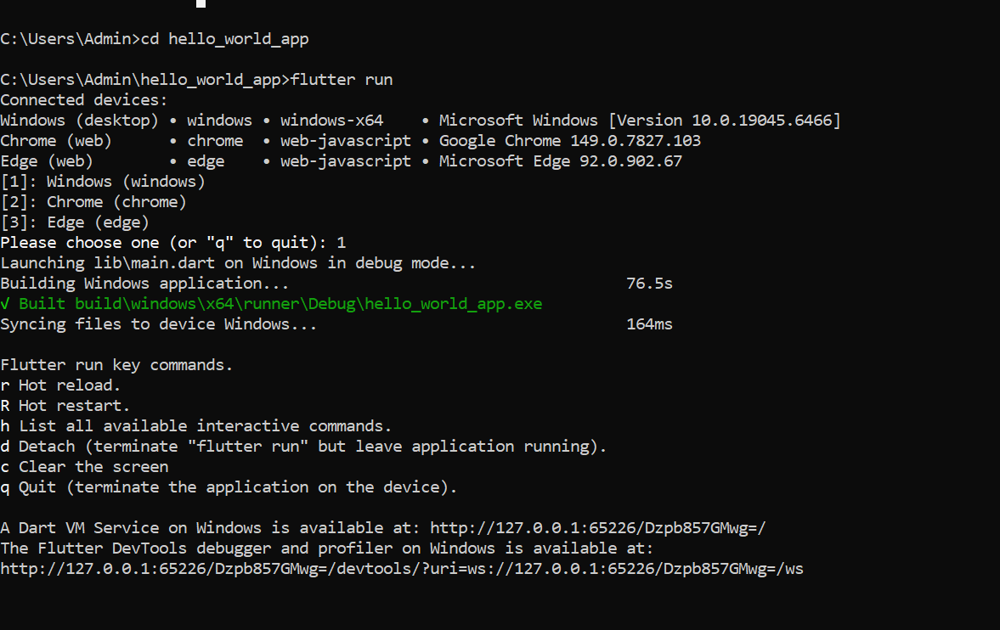 C:\Users\Admin>cd hello_world_app
C:\Users\Admin\hello_world_app>flutter run
Connected devices:
Windows (desktop) • windows • windows-x64    • Microsoft Windows [Version 10.0.19045.6466]
Chrome (web)      • chrome  • web-javascript • Google Chrome 149.0.7827.103
Edge (web)        • edge    • web-javascript • Microsoft Edge 92.0.902.67
[1]: Windows (windows)
[2]: Chrome (chrome)
[3]: Edge (edge)
Please choose one (or "q" to quit): 1
Launching lib\main.dart on Windows in debug mode...
Building Windows application...                                    76.5s
√ Built build\windows\x64\runner\Debug\hello_world_app.exe
Syncing files to device Windows...                                 164ms
Flutter run key commands.
r Hot reload.
R Hot restart.
h List all available interactive commands.
d Detach (terminate "flutter run" but leave application running).
c Clear the screen
q Quit (terminate the application on the device).
A Dart VM Service on Windows is available at: http://127.0.0.1:65226/Dzpb857GMwg=/
The Flutter DevTools debugger and profiler on Windows is available at:
http://127.0.0.1:65226/Dzpb857GMwg=/devtools/?uri=ws://127.0.0.1:65226/Dzpb857GMwg=/ws